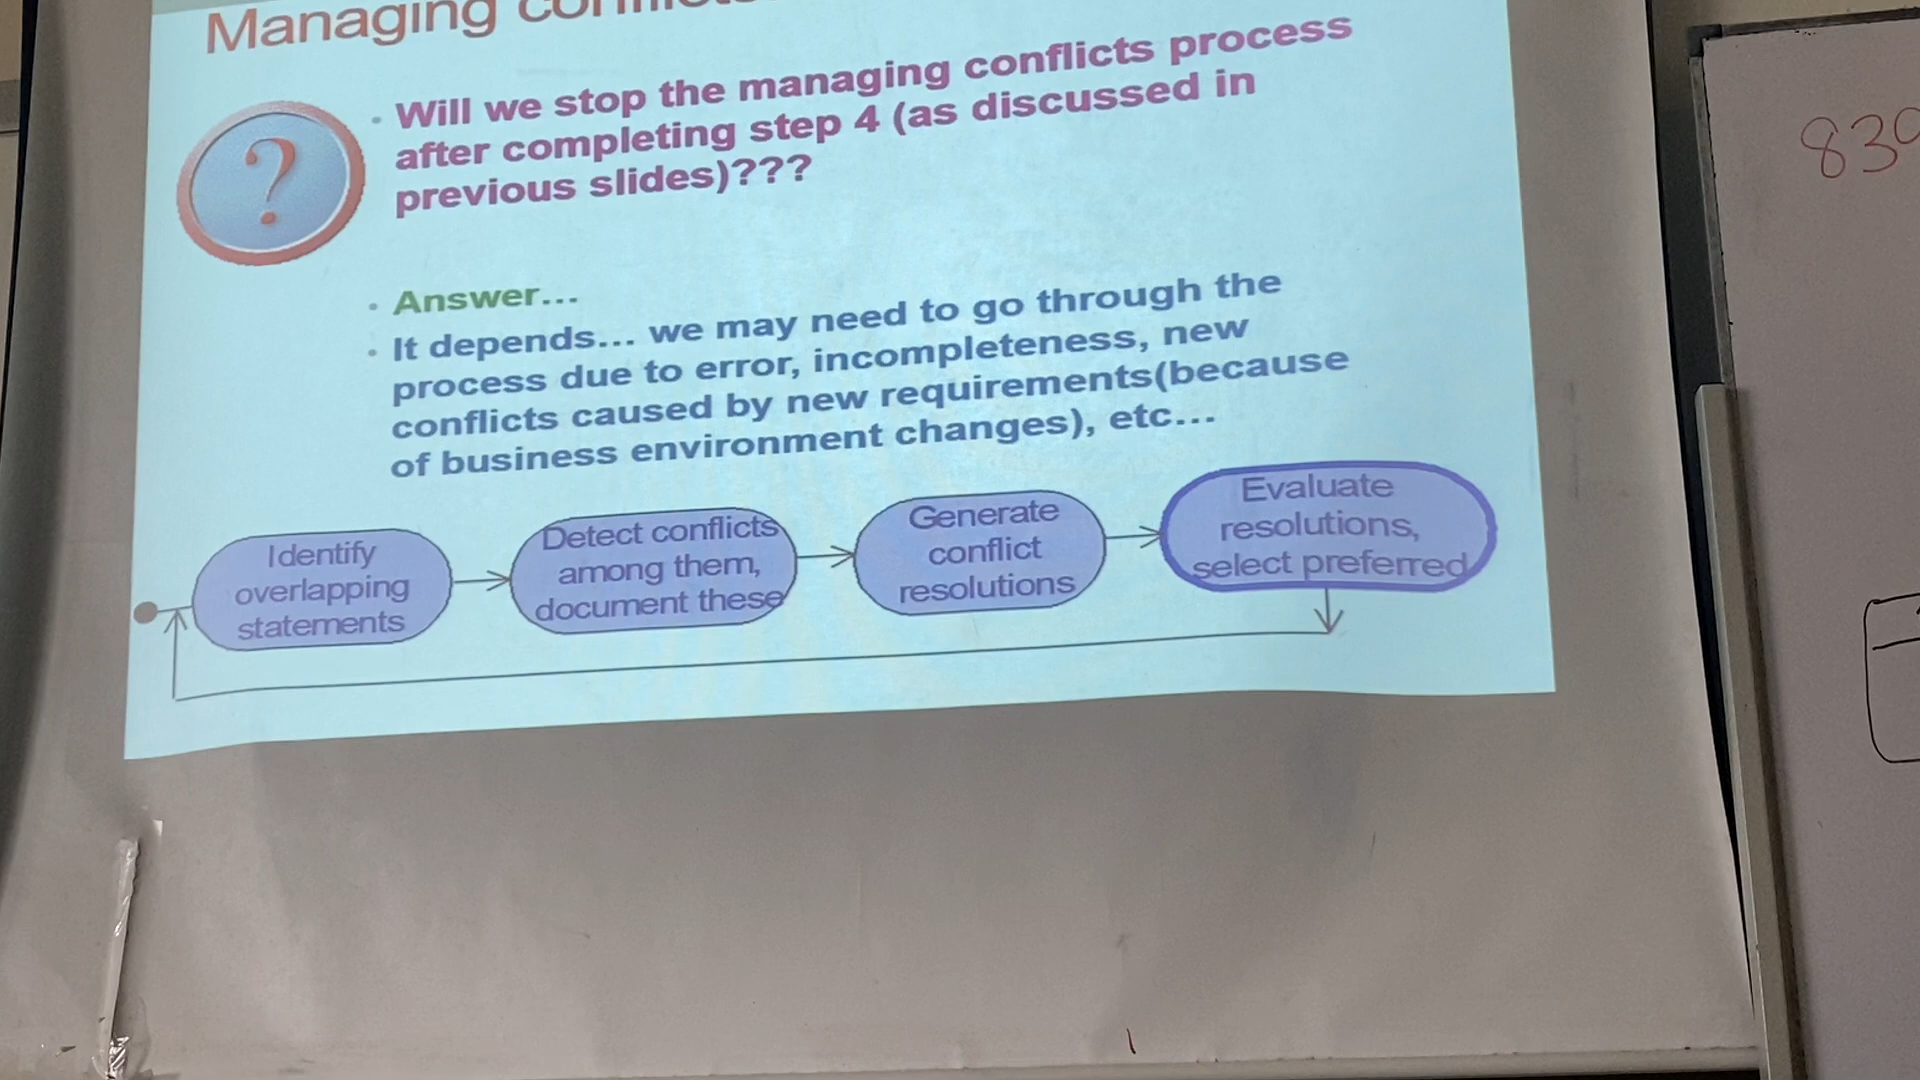 Managing
• Will we stop the managing conflicts process
after completing step 4 (as discussed in
previous slides)???
?
• Answer...
• It depends... we may need to go through the
process due to error, incompleteness, new
conflicts caused by new requirements(because
of business environment changes), etc...
Identify
overlapping
statements
Detect conflicts
among them,
document these
Generate
conflict
resolutions
Evaluate
resolutions,
select preferred